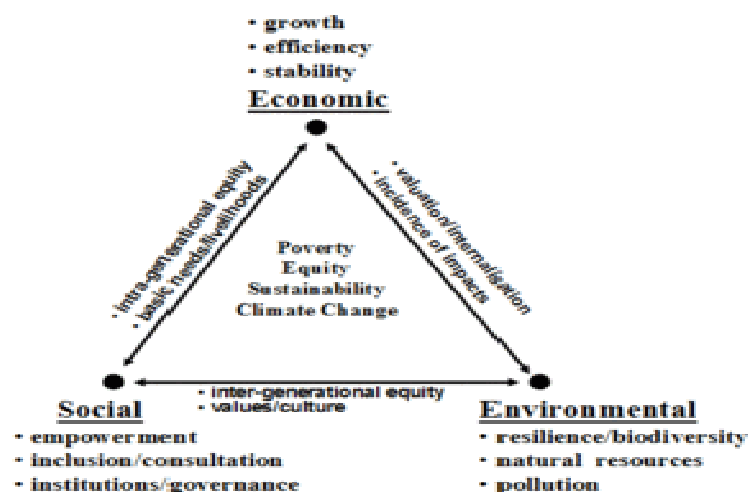 • growth
• efficiency
• stability
Economic
• intra-generational equity
• basic needs/livelihoods
• valuation/internalisation
• incidence of impacts
Poverty
Equity
Sustainability
Climate Change
• inter-generational equity
• values/culture
Social
• empowerment
• inclusion/consultation
• institutions/governance
Environmental
• resilience/biodiversity
• natural resources
• pollution